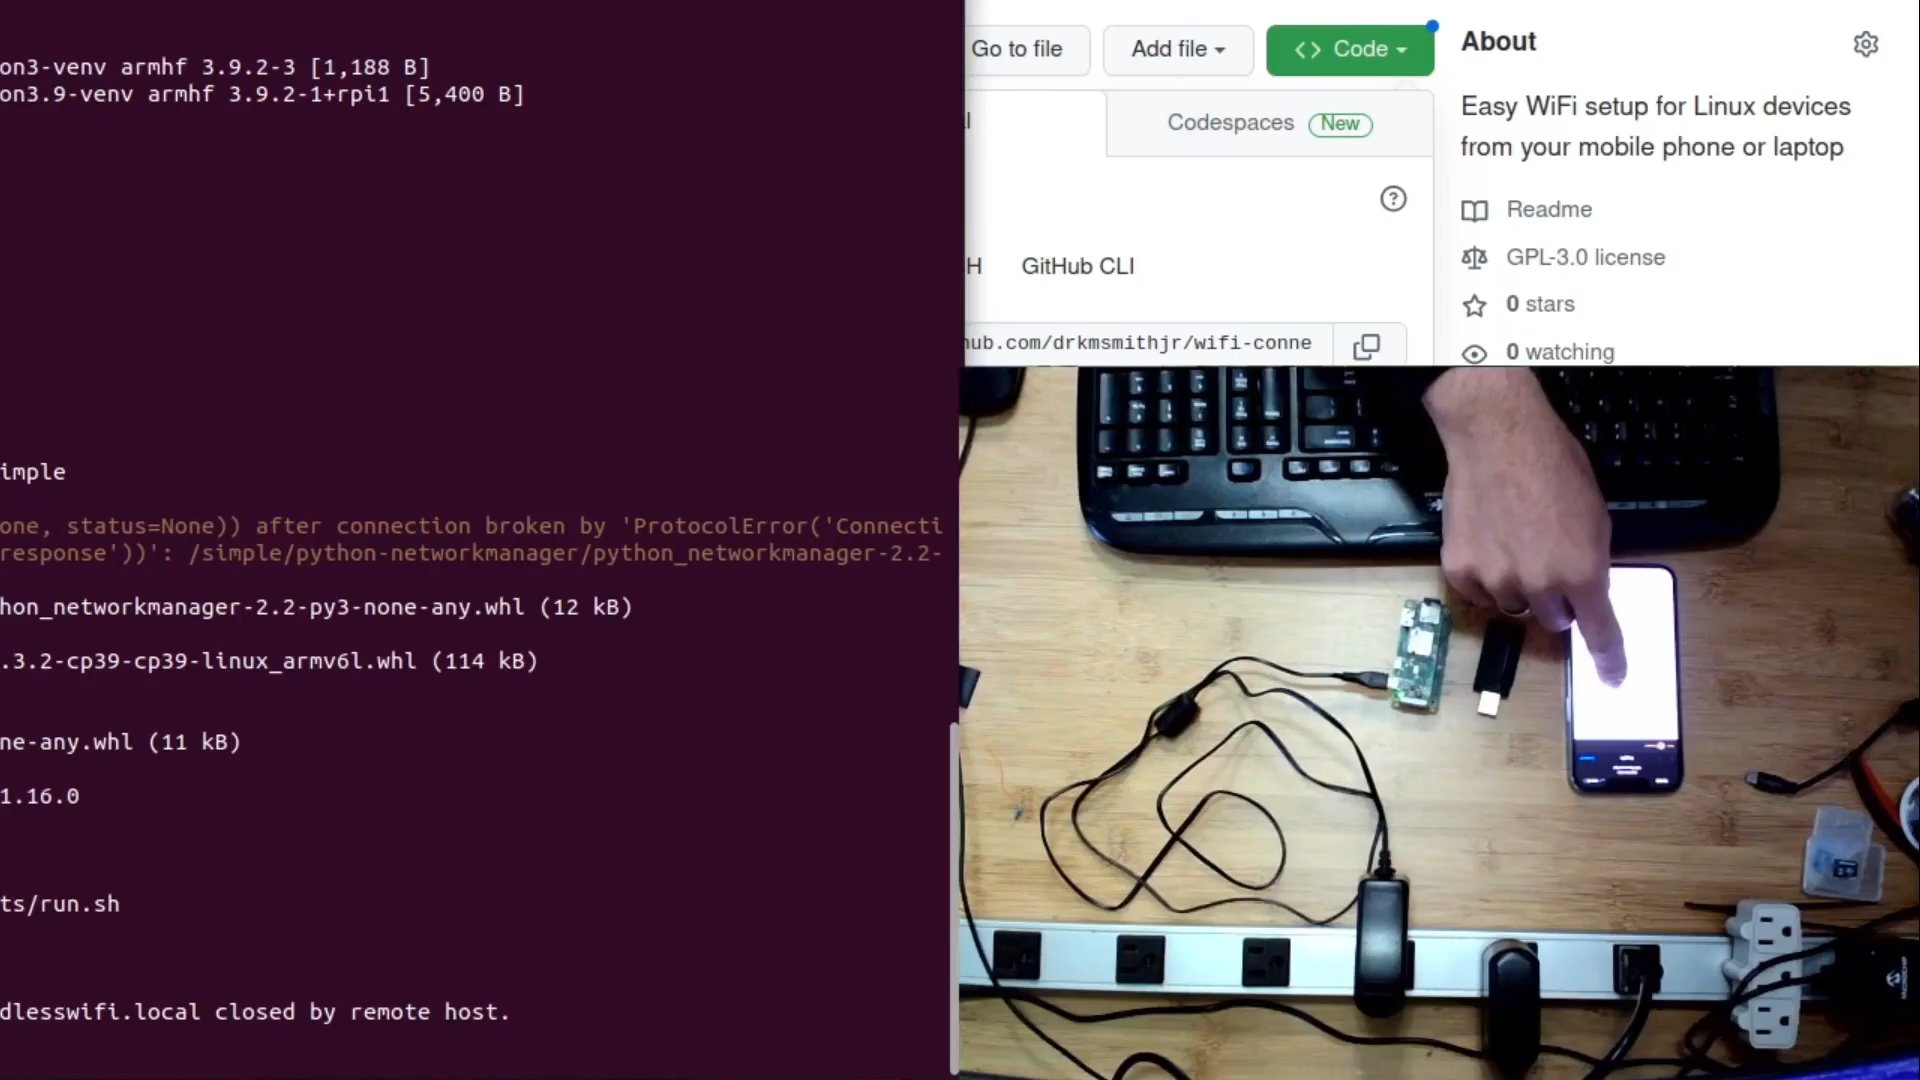 on3-venv armhf 3.9.2-3 [1,188 B]
on3.9-venv armhf 3.9.2-1+rpi1 [5,400 B]
imple
one, status=None)) after connection broken by 'ProtocolError('Connecti
response'))': /simple/python-networkmanager/python_networkmanager-2.2-
hon_networkmanager-2.2-py3-none-any.whl (12 kB)
.3.2-cp39-cp39-linux_armv6l.whl (114 kB)
ne-any.whl (11 kB)
1.16.0
ts/run.sh
dlesswifi.local closed by remote host.
Go to file
Add file
Code
l
Codespaces
New
H
GitHub CLI
hub.com/drkmsmithjr/wifi-conne
About
Easy WiFi setup for Linux devices
from your mobile phone or laptop
Readme
GPL-3.0 license
0 stars
0 watching